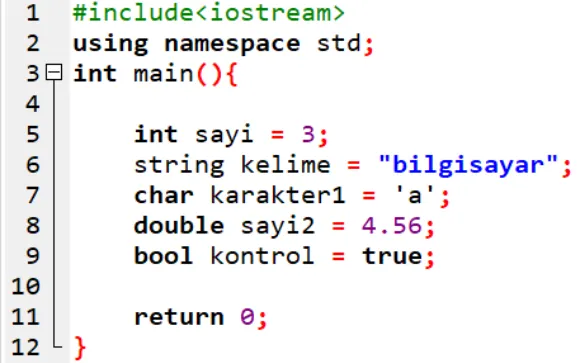 1 #include<iostream>
2 using namespace std;
3 int main(){
4
5 int sayi = 3;
6 string kelime = "bilgisayar";
7 char karakter1 = 'a';
8 double sayi2 = 4.56;
9 bool kontrol = true;
10
11 return 0;
12 }